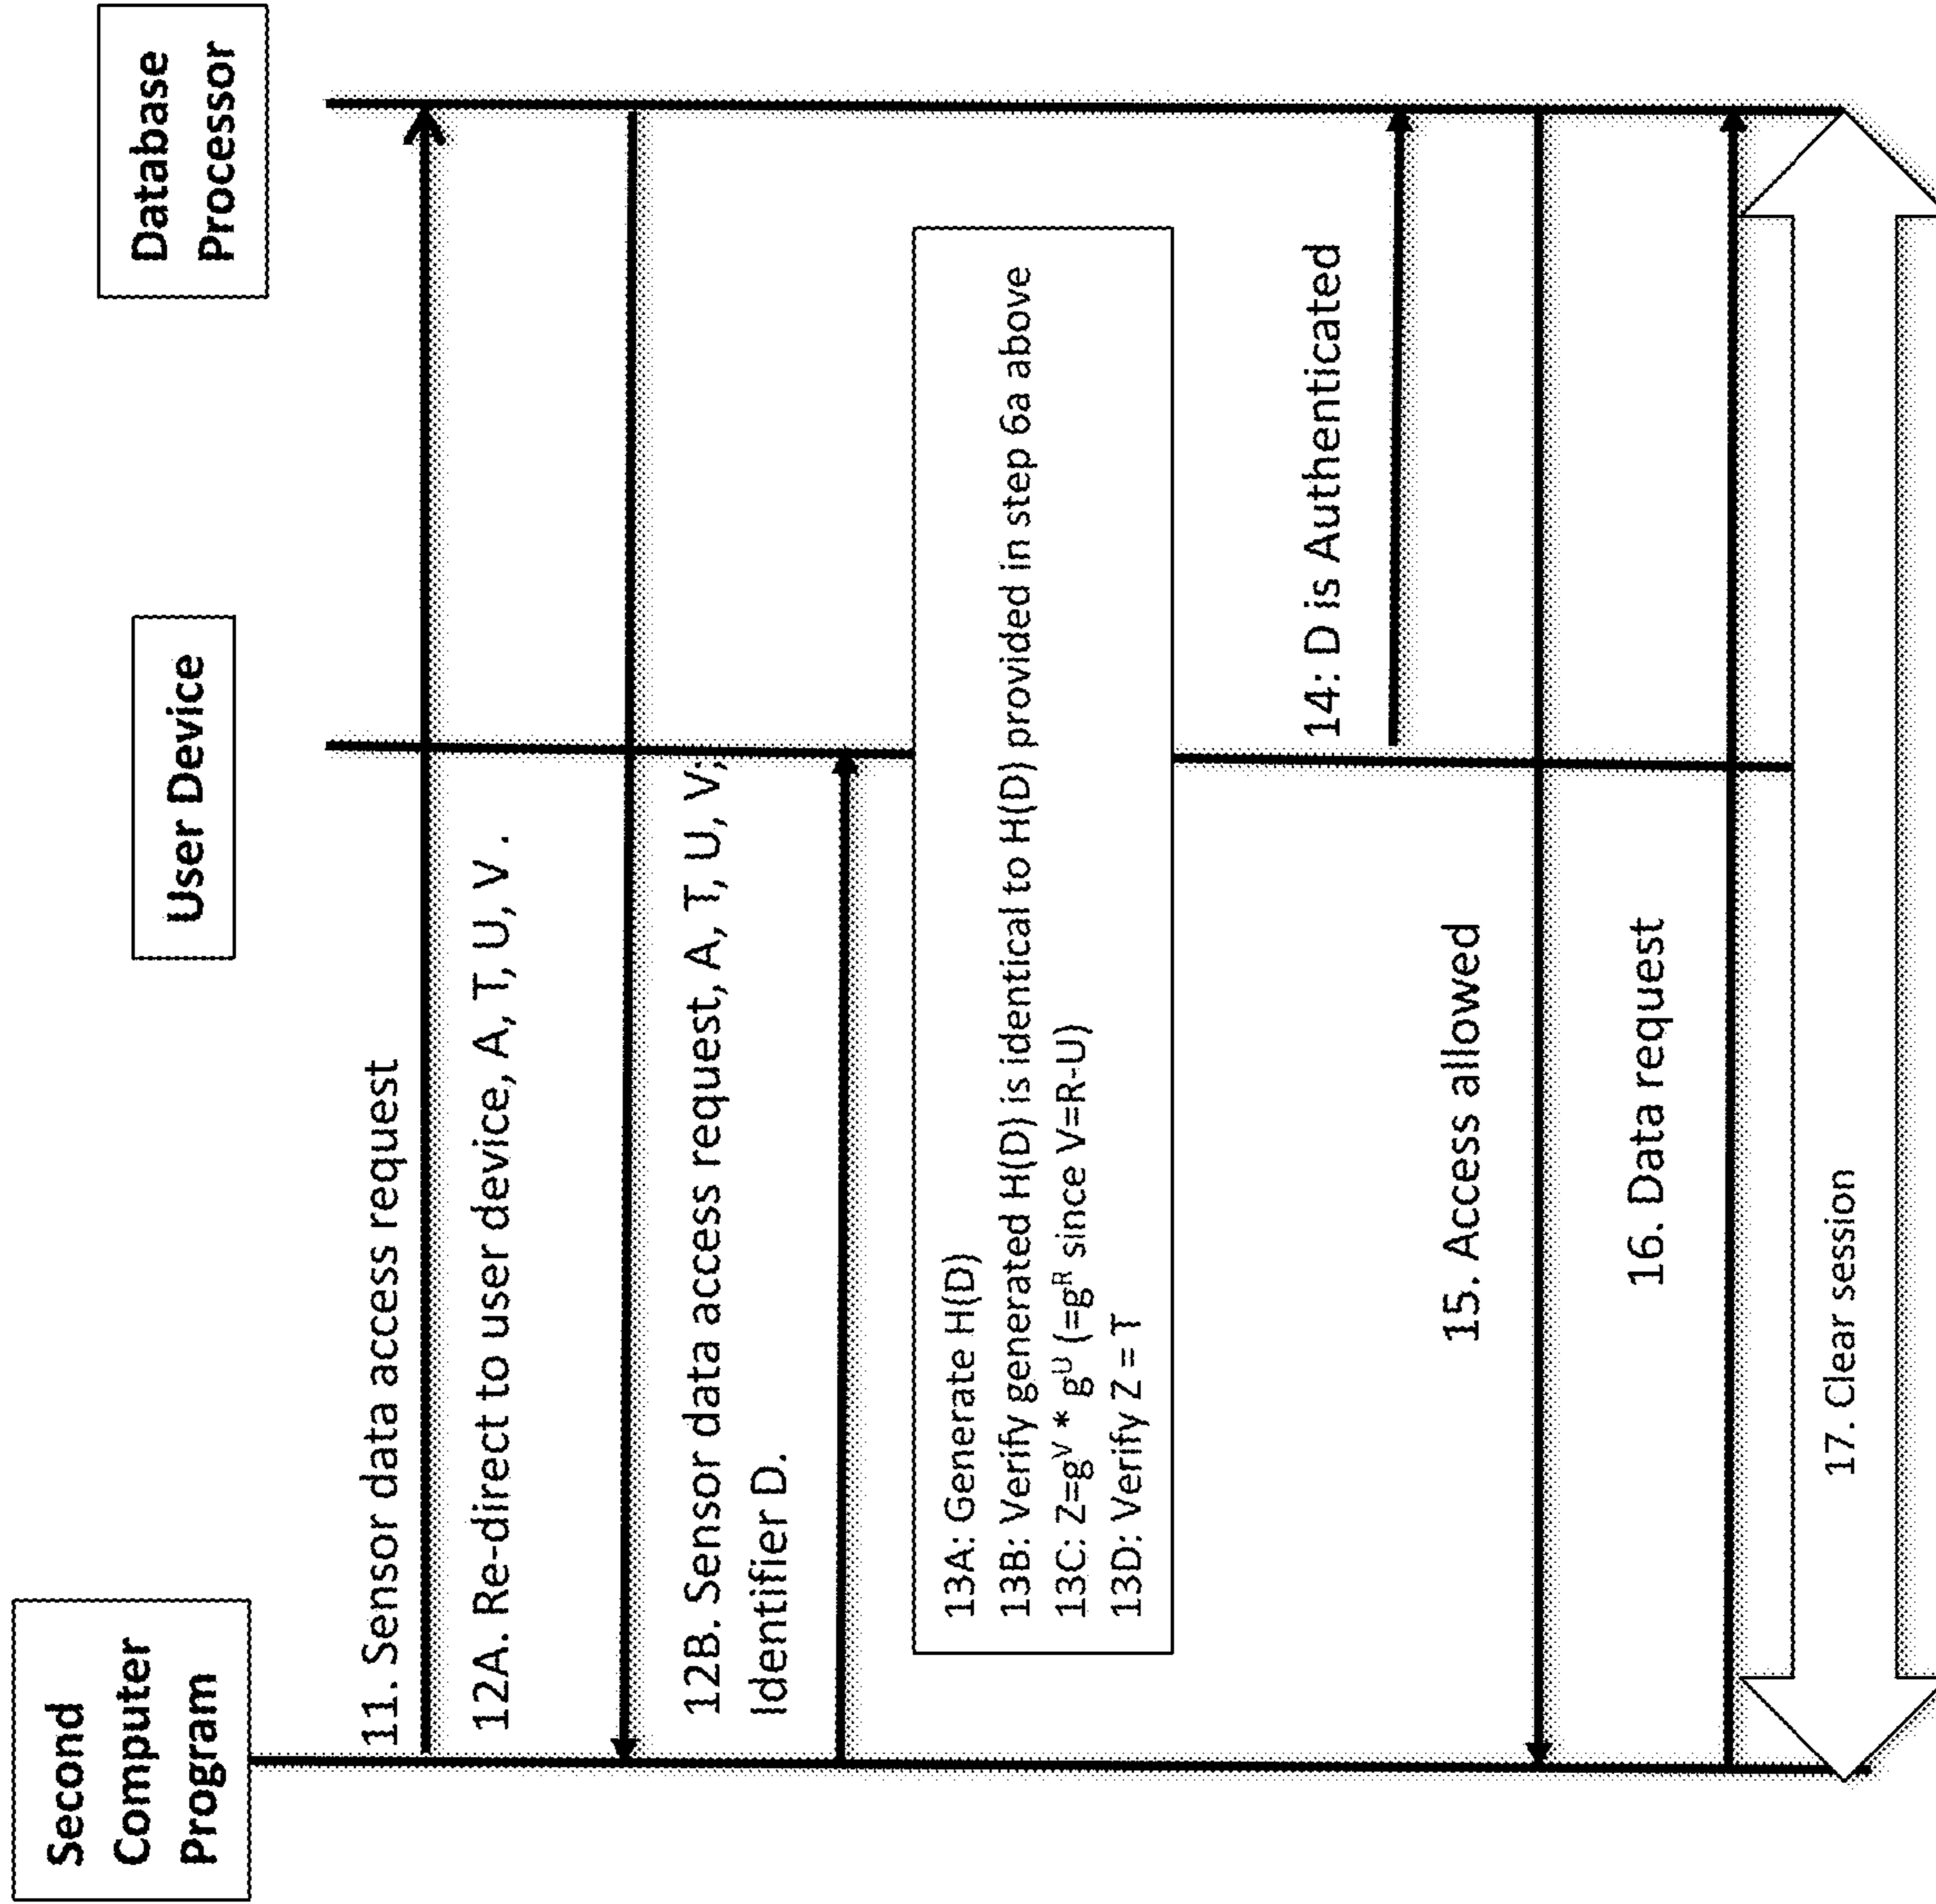 Second
Computer
Program
User Device
Database
Processor
11. Sensor data access request
12A. Re-direct to user device, A, T, U, V .
12B. Sensor data access request, A, T, U, V;
Identifier D.
13A: Generate H(D)
13B: Verify generated H(D) is identical to H(D) provided in step 6a above
13C: Z=g^V * g^U (=g^R since V=R-U)
13D: Verify Z = T
14: D is Authenticated
15. Access allowed
16. Data request
17. Clear session